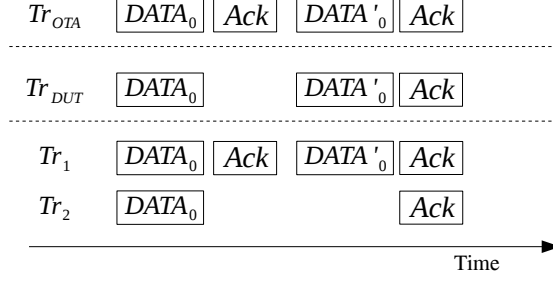 Tr_OTA DATA_0 Ack DATA'_0 Ack
Tr_DUT DATA_0 DATA'_0 Ack
Tr_1 DATA_0 Ack DATA'_0 Ack
Tr_2 DATA_0 Ack
Time